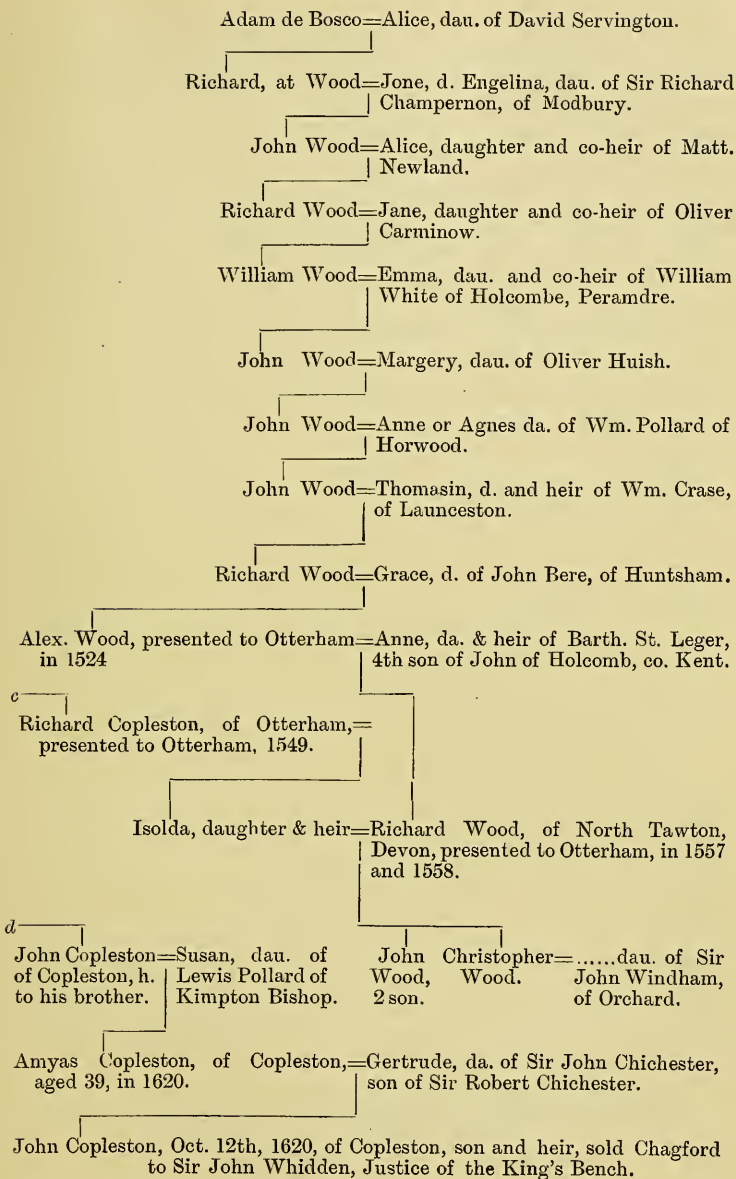 Adam de Bosco=Alice, dau. of David Servington.
Richard, at Wood=Jone, d. Engelina, dau. of Sir Richard
Champernon, of Modbury.
John Wood=Alice, daughter and co-heir of Matt.
Newland.
Richard Wood=Jane, daughter and co-heir of Oliver
Carminow.
William Wood=Emma, dau. and co-heir of William
White of Holcombe, Peramdre.
John Wood=Margery, dau. of Oliver Huish.
John Wood=Anne or Agnes da. of Wm. Pollard of
Horwood.
John Wood=Thomasin, d. and heir of Wm. Crase,
of Launceston.
Richard Wood=Grace, d. of John Bere, of Huntsham.
Alex. Wood, presented to Otterham=Anne, da. & heir of Barth. St. Leger,
in 1524 4th son of John of Holcomb, co. Kent.
c
Richard Copleston, of Otterham,=
presented to Otterham, 1549.
Isolda, daughter & heir=Richard Wood, of North Tawton,
Devon, presented to Otterham, in 1557
and 1558.
d
John Copleston=Susan, dau. of John Christopher=......dau. of Sir
of Copleston, h. Lewis Pollard of Wood, Wood. John Windham,
to his brother. Kimpton Bishop. 2 son. of Orchard.
Amyas Copleston, of Copleston,=Gertrude, da. of Sir John Chichester,
aged 39, in 1620. son of Sir Robert Chichester.
John Copleston, Oct. 12th, 1620, of Copleston, son and heir, sold Chagford
to Sir John Whidden, Justice of the King's Bench.